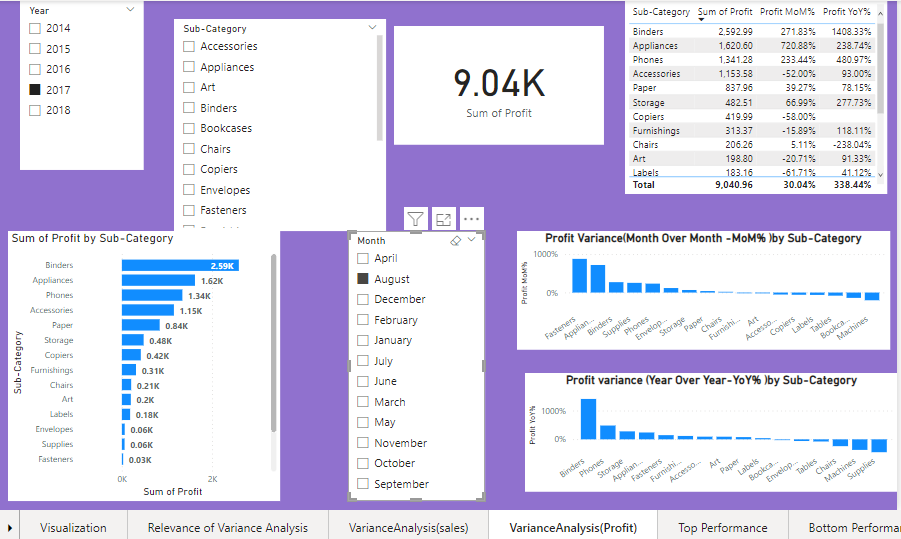 Year
2014
2015
2016
2017
2018
Sub-Category
Accessories
Appliances
Art
Binders
Bookcases
Chairs
Copiers
Envelopes
Fasteners
9.04K
Sum of Profit
Sub-Category Sum of Profit Profit MoM% Profit YoY%
Binders 2.592.99 271.83% 1408.33%
Appliances 1,620.60 720.88% 238.74%
Phones 1,341.28 233.44% 480.97%
Accessories 1,153.58 -52.00% 93.00%
Paper 837.96 39.27% 78.15%
Storage 482.51 66.99% 277.73%
Copiers 419.99 -58.00%
Furnishings 313.37 -15.89% 118.11%
Chairs 206.26 5.11% -238.04%
Art 198.80 -20.71% 91.33%
Labels 183.16 -61.71% 41.12%
Total 9,040.96 30.04% 338.44%
Sum of Profit by Sub-Category
Sub-Category
Binders 2.59K
Appliances 1.62K
Phones 1.34K
Accessories 1.15K
Paper 0.84K
Storage 0.48K
Copiers 0.42K
Furnishings 0.31K
Chairs 0.21K
Art 0.2K
Labels 0.18K
Envelopes 0.06K
Supplies 0.06K
Fasteners 0.03K
0K 2K
Sum of Profit
Month
April
August
December
February
January
July
June
March
May
November
October
September
Profit Variance(Month Over Month -MoM% )by Sub-Category
Profit MoM%
1000%
0%
Fasteners Applian... Binders Supplies Phones Envelop... Storage Paper Chairs Furnishi... Art Accesso... Copiers Labels Tables Bookca... Machines
Profit variance (Year Over Year-YoY% )by Sub-Category
Profit YoY%
1000%
0%
Binders Phones Storage Applian... Fasteners Furnishi... Accesso... Art Paper Labels Bookca... Envelop... Tables Chairs Machines Supplies
Visualization Relevance of Variance Analysis VarianceAnalysis(sales) VarianceAnalysis(Profit) Top Performance Bottom Performa